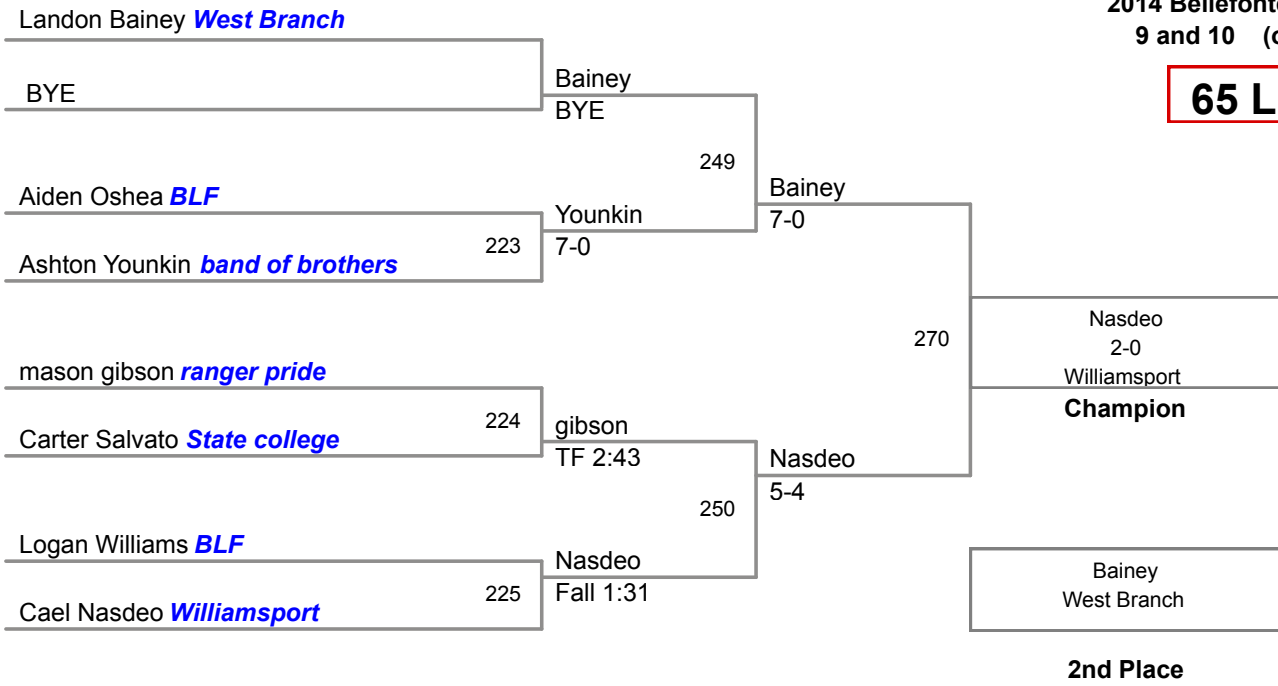 Landon Bainey West Branch
BYE
Aiden Oshea BLF
Ashton Younkin band of brothers
mason gibson ranger pride
Carter Salvato State college
Logan Williams BLF
Cael Nasdeo Williamsport
223
224
225
Bainey
BYE
Younkin
7-0
gibson
TF 2:43
Nasdeo
Fall 1:31
249
250
Bainey
7-0
Nasdeo
5-4
270
2014
9 and 10
65 L
Nasdeo
2-0
Williamsport
Champion
Bainey
West Branch
2nd Place